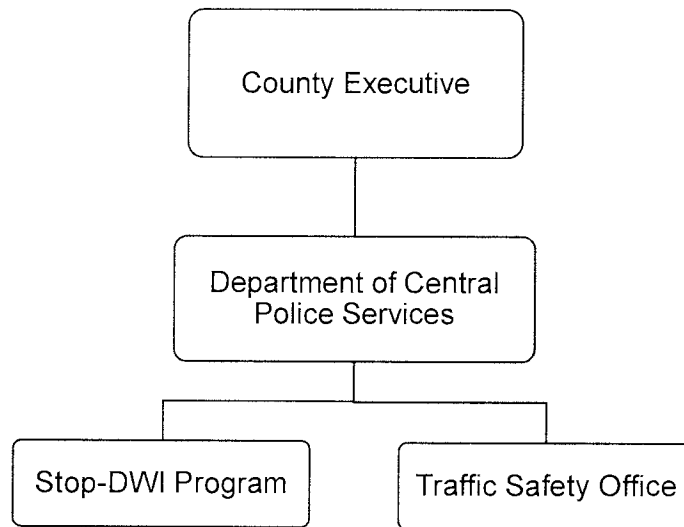 County Executive
Department of Central
Police Services
Stop-DWI Program
Traffic Safety Office